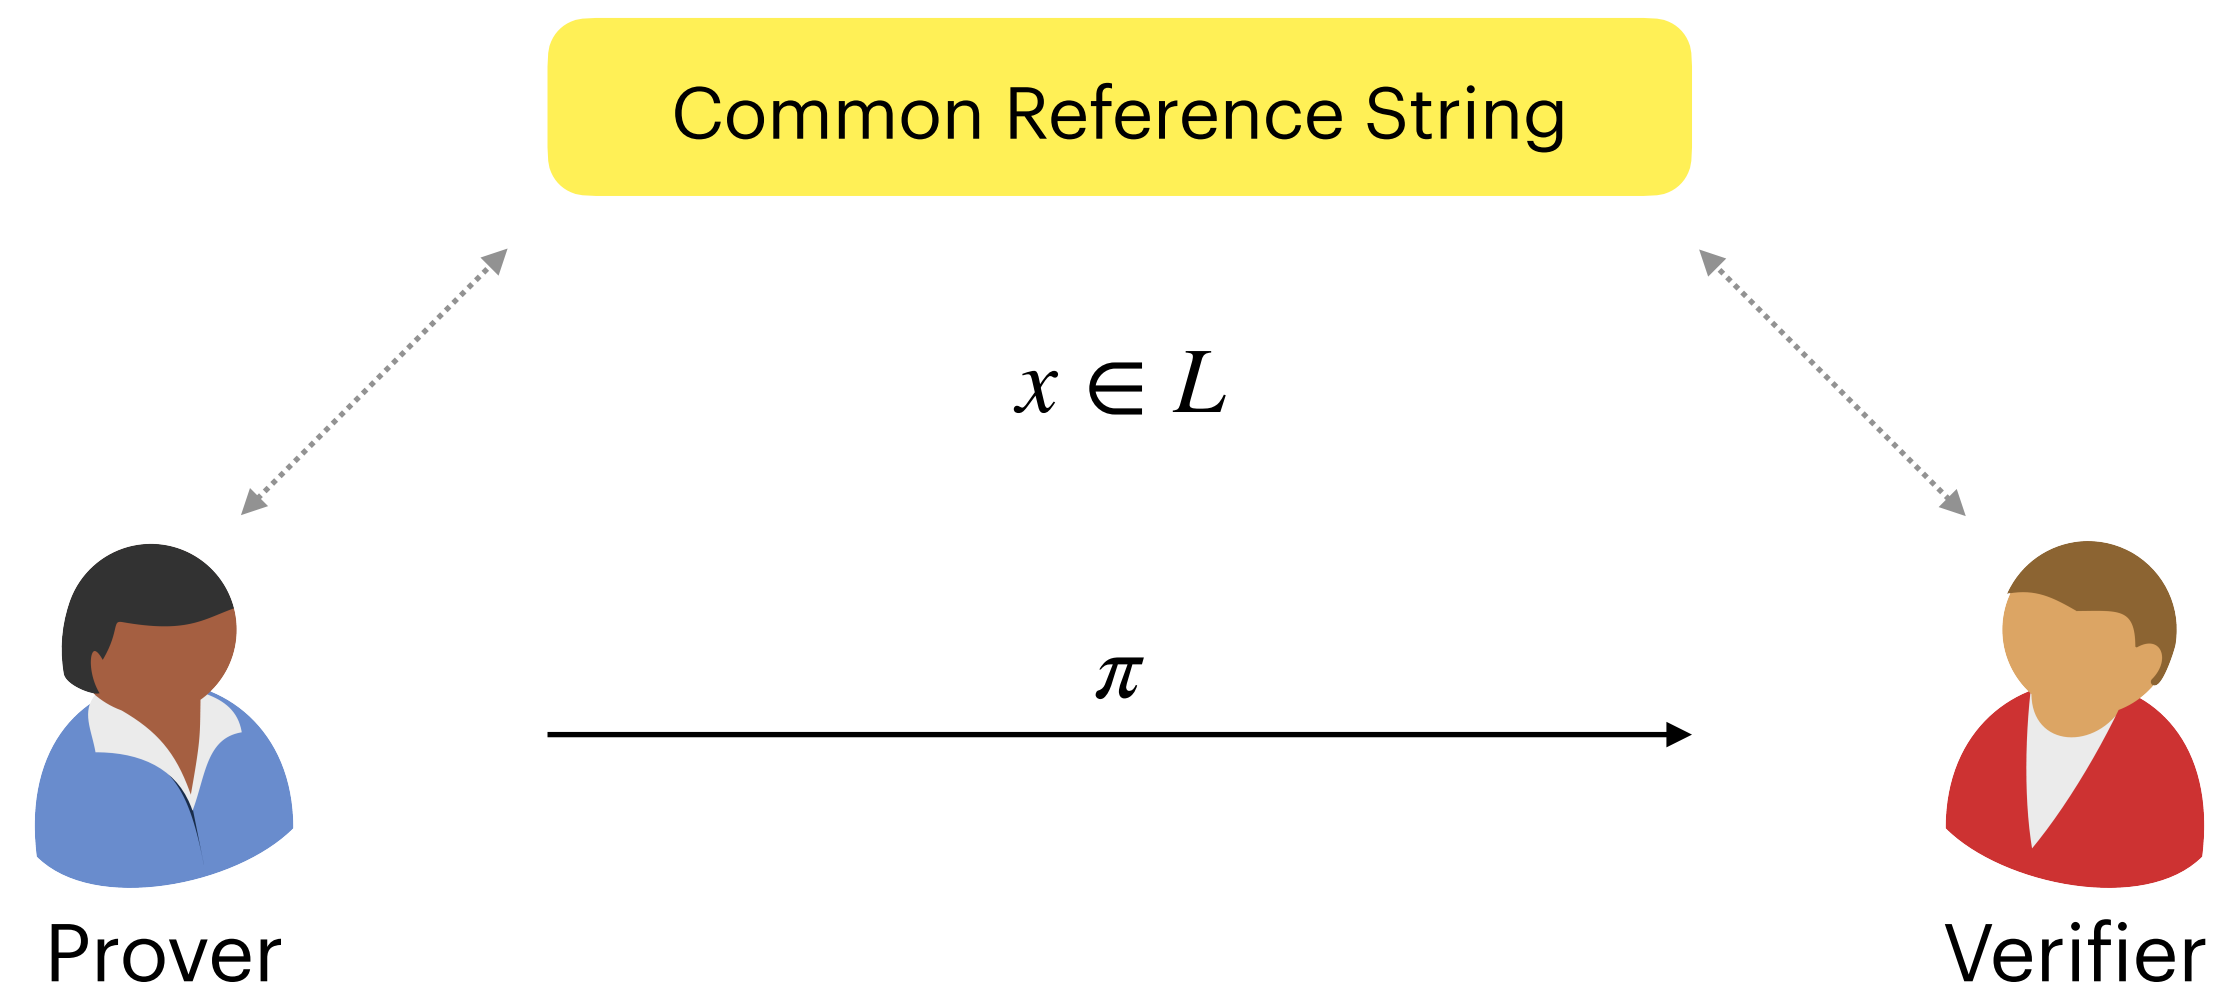 Common Reference String
x ∈ L
π
Prover
Verifier